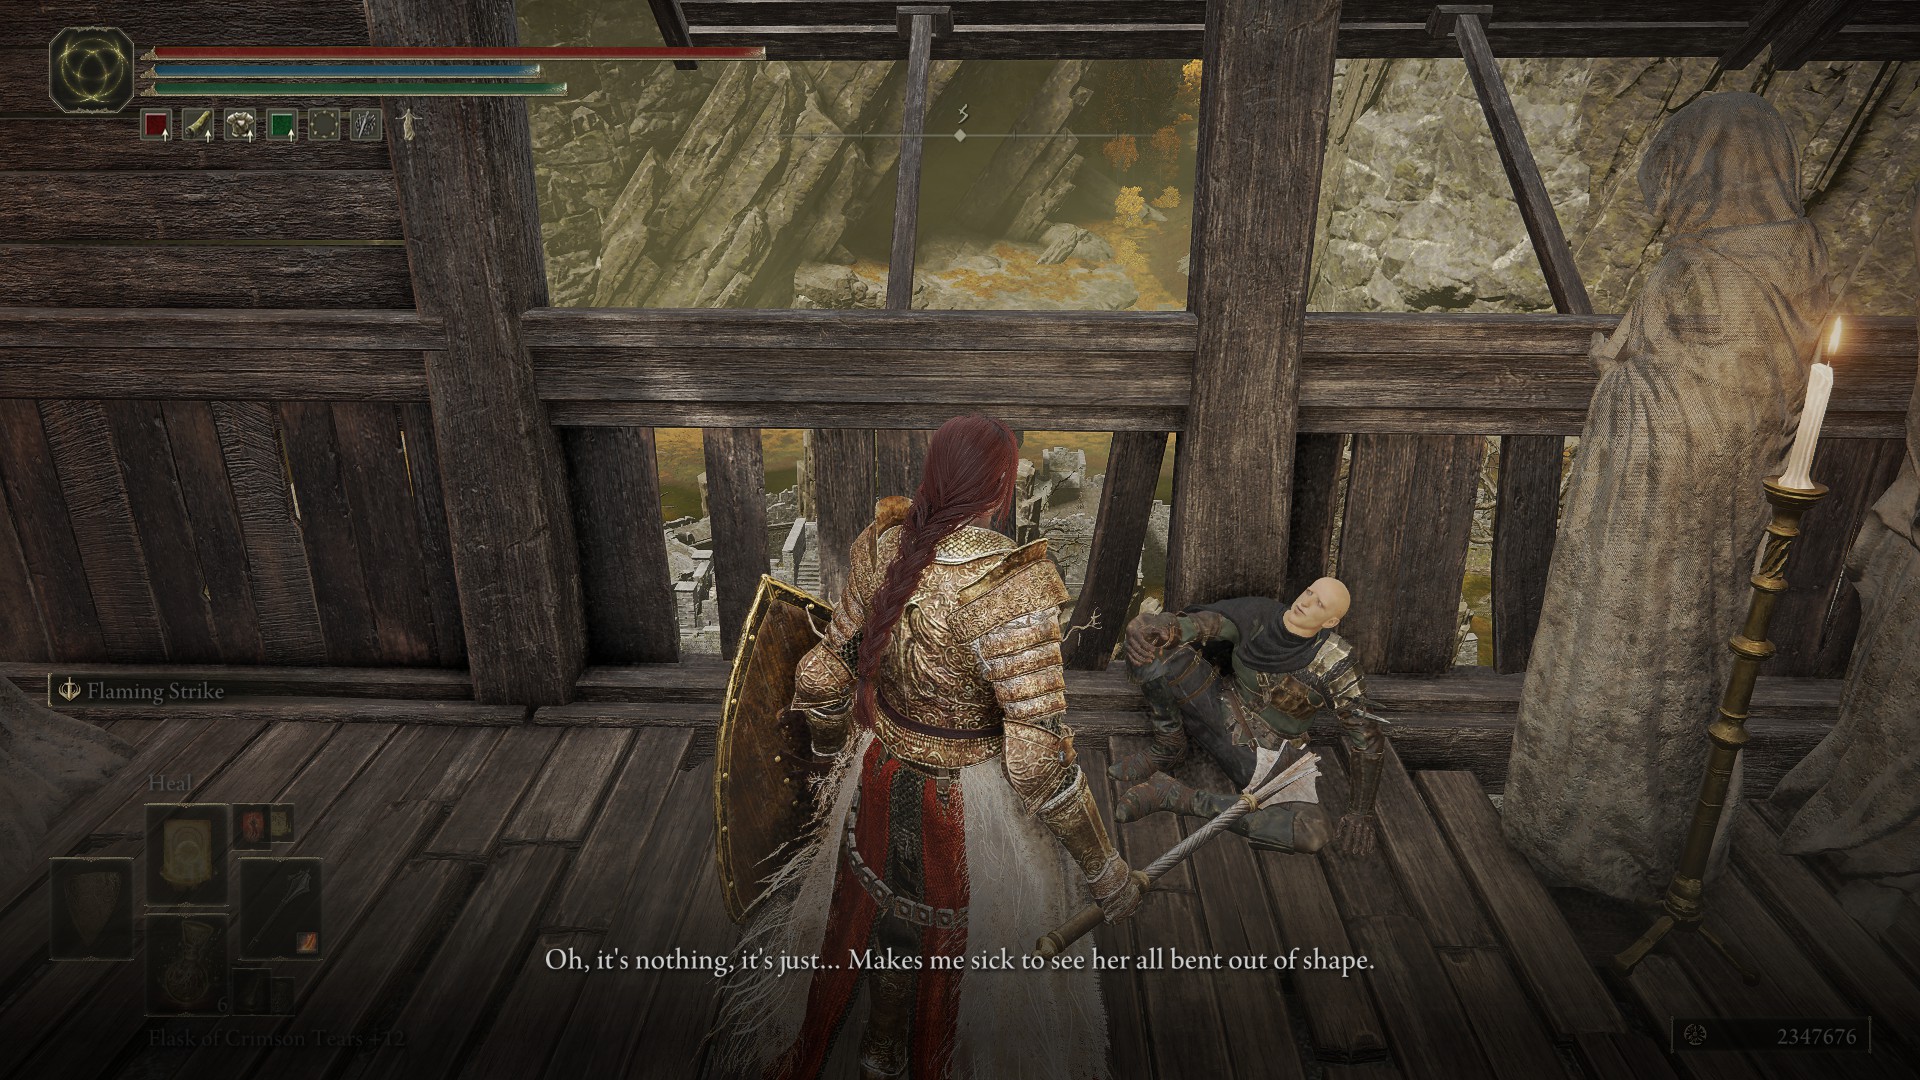 Flaming Strike
Heal
6
Oh, it's nothing, it's just... Makes me sick to see her all bent out of shape.
Flask of Crimson Tears +12
2347676